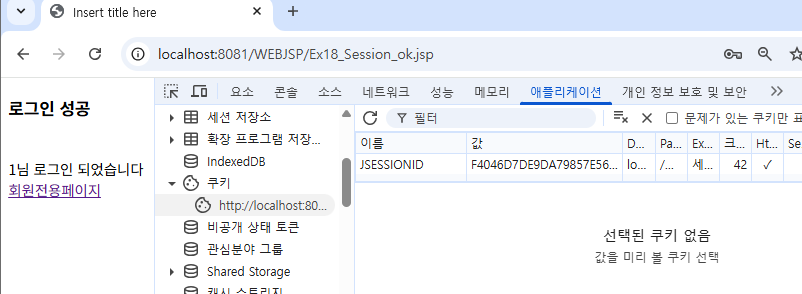 Insert title here
localhost:8081/WEBJSP/Ex18_Session_ok.jsp
요소 콘솔 소스 네트워크 성능 메모리 애플리케이션 개인 정보 보호 및 보안
로그인 성공
1님 로그인 되었습니다
회원전용페이지
세션 저장소
확장 프로그램 저장...
IndexedDB
쿠키
http://localhost:80...
비공개 상태 토큰
관심분야 그룹
Shared Storage
캐시 스토리지
필터
문제가 있는 쿠키만 표
이름 값 D... Pa... Ex... 크... Ht... Se
JSESSIONID F4046D7DE9DA79857E56... lo... /... 세... 42 ✓
선택된 쿠키 없음
값을 미리 볼 쿠키 선택